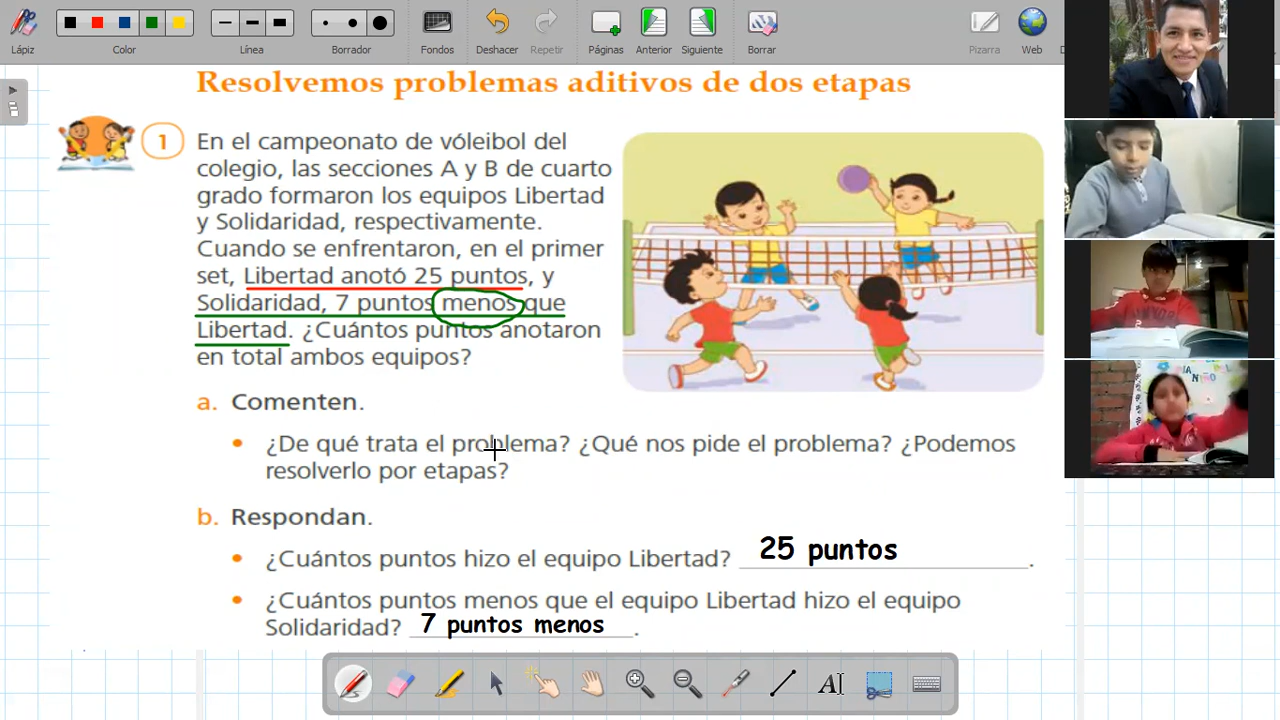 Lápiz
Color
Línea
Borrador
Fondos
Deshacer
Repetir
Páginas
Anterior
Siguiente
Borrar
Pizarra
Web
Resolvemos problemas aditivos de dos etapas
1
En el campeonato de vóleibol del
colegio, las secciones A y B de cuarto
grado formaron los equipos Libertad
y Solidaridad, respectivamente.
Cuando se enfrentaron, en el primer
set, Libertad anotó 25 puntos, y
Solidaridad, 7 puntos menos que
Libertad. ¿Cuántos puntos anotaron
en total ambos equipos?
a. Comenten.
• ¿De qué trata el problema? ¿Qué nos pide el problema? ¿Podemos
resolverlo por etapas?
b. Respondan.
• ¿Cuántos puntos hizo el equipo Libertad? 25 puntos.
• ¿Cuántos puntos menos que el equipo Libertad hizo el equipo
Solidaridad? 7 puntos menos.